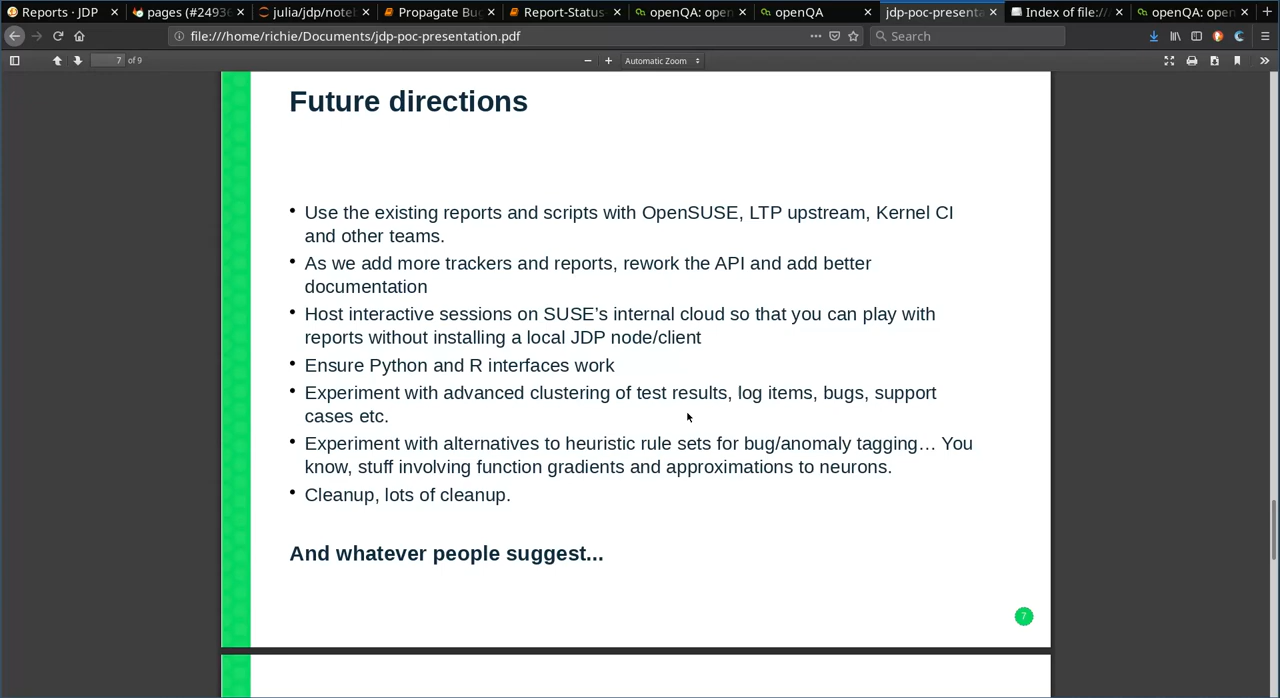 Reports · JDP
pages (#2493
julia/jdp/note
Propagate Bu
Report-Status
openQA: open
openQA
jdp-poc-presenta
Index of file:///
openQA: open
file:///home/richie/Documents/jdp-poc-presentation.pdf
Search
7 of 9
Automatic Zoom
Future directions
• Use the existing reports and scripts with OpenSUSE, LTP upstream, Kernel CI
and other teams.
• As we add more trackers and reports, rework the API and add better
documentation
• Host interactive sessions on SUSE’s internal cloud so that you can play with
reports without installing a local JDP node/client
• Ensure Python and R interfaces work
• Experiment with advanced clustering of test results, log items, bugs, support
cases etc.
• Experiment with alternatives to heuristic rule sets for bug/anomaly tagging… You
know, stuff involving function gradients and approximations to neurons.
• Cleanup, lots of cleanup.
And whatever people suggest...
7